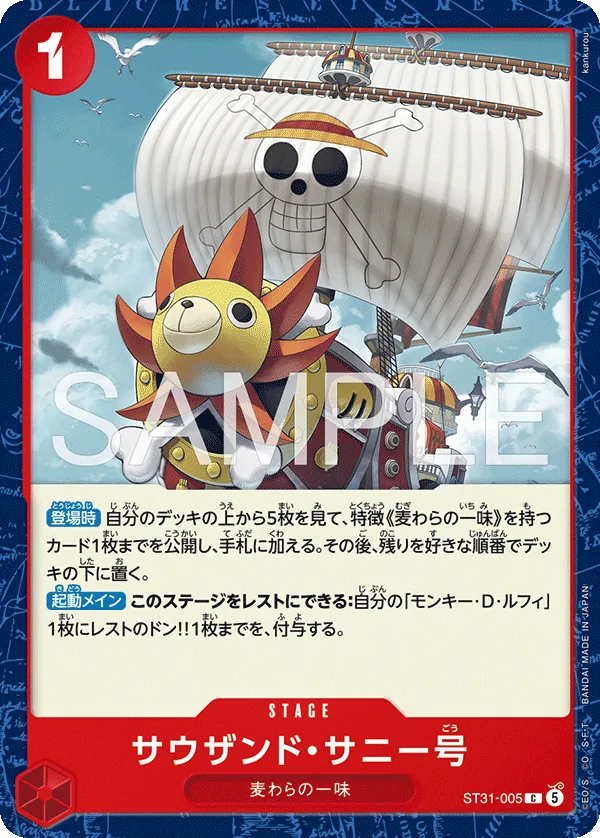 DLICHES EISMEER
1
kankurou
SAMPLE
登場時 自分のデッキの上から5枚を見て、特徴《麦わらの一味》を持つ
カード1枚までを公開し、手札に加える。その後、残りを好きな順番でデッ
キの下に置く。
起動メイン このステージをレストにできる:自分の「モンキー・D・ルフィ」
1枚にレストのドン!!1枚までを、付与する。
STAGE
サウザンド・サニー号
麦わらの一味
ST31-005 C 5
©E.O./S. ©O./S.F.T. BANDAI MADE IN JAPAN